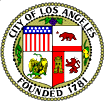 CITY OF LOS ANGELES
FOUNDED 1781